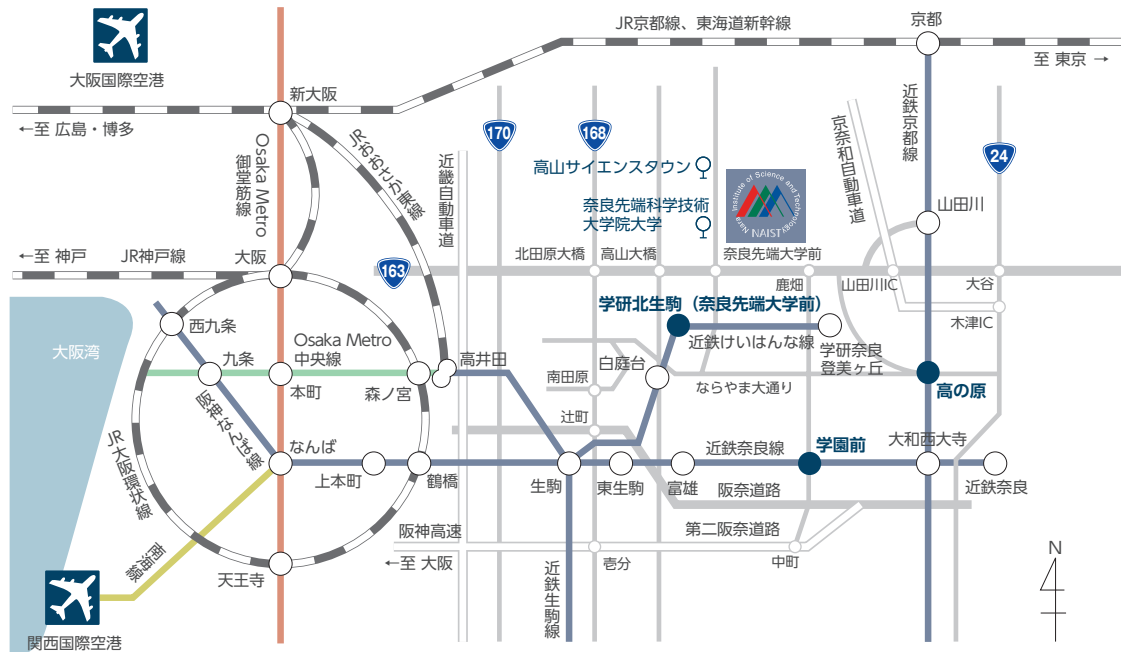 JR京都線、東海道新幹線
京都
至 東京 →
大阪国際空港
新大阪
←至 広島・博多
Osaka Metro
御堂筋線
JRおおさか東線
近畿自動車道
170
168
高山サイエンスタウン
奈良先端科学技術
大学院大学
Nara Institute of Science and Technology
NAIST
近鉄京都線
京奈和自動車道
24
山田川
←至 神戸
JR神戸線
大阪
163
北田原大橋
高山大橋
奈良先端大学前
鹿畑
山田川IC
大谷
木津IC
大阪湾
西九条
九条
Osaka Metro
中央線
本町
森ノ宮
高井田
学研北生駒（奈良先端大学前）
近鉄けいはんな線
学研奈良
登美ヶ丘
白庭台
南田原
ならやま大通り
高の原
辻町
阪神なんば線
JR大阪環状線
なんば
上本町
鶴橋
生駒
東生駒
富雄
近鉄奈良線
学園前
大和西大寺
近鉄奈良
阪奈道路
第二阪奈道路
阪神高速
←至 大阪
壱分
中町
近鉄生駒線
南海線
天王寺
関西国際空港
N